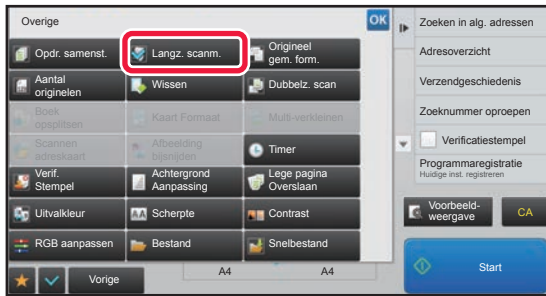 Overige
OK
Opdr. samenst.
Langz. scanm.
Origineel
gem. form.
Aantal
originelen
Wissen
Dubbelz. scan
Boek
opsplitsen
Kaart Formaat
Multi-verkleinen
Scannen
adreskaart
Afbeelding
bijsnijden
Timer
Verif.
Stempel
Achtergrond
Aanpassing
Lege pagina
Overslaan
Uitvalkleur
AA Scherpte
Contrast
RGB aanpassen
Bestand
Snelbestand
Vorige
A4
A4
Zoeken in alg. adressen
Adresoverzicht
Verzendgeschiedenis
Zoeknummer oproepen
Verificatiestempel
Programmaregistratie
Huidige inst. registreren
Voorbeeld-
weergave
CA
Start